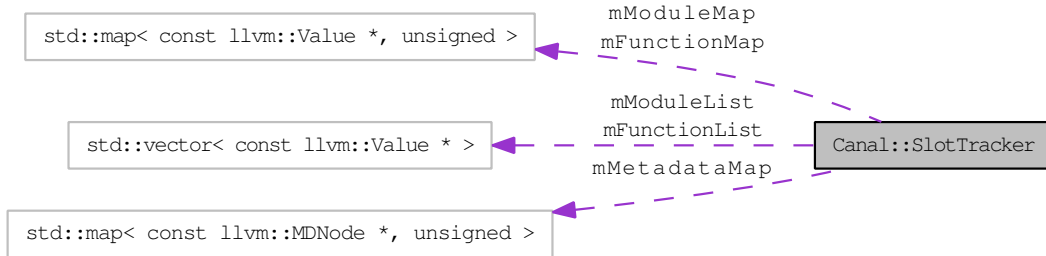 mModuleMap
mFunctionMap
std::map< const llvm::Value *, unsigned >
mModuleList
mFunctionList
std::vector< const llvm::Value * >
Canal::SlotTracker
mMetadataMap
std::map< const llvm::MDNode *, unsigned >